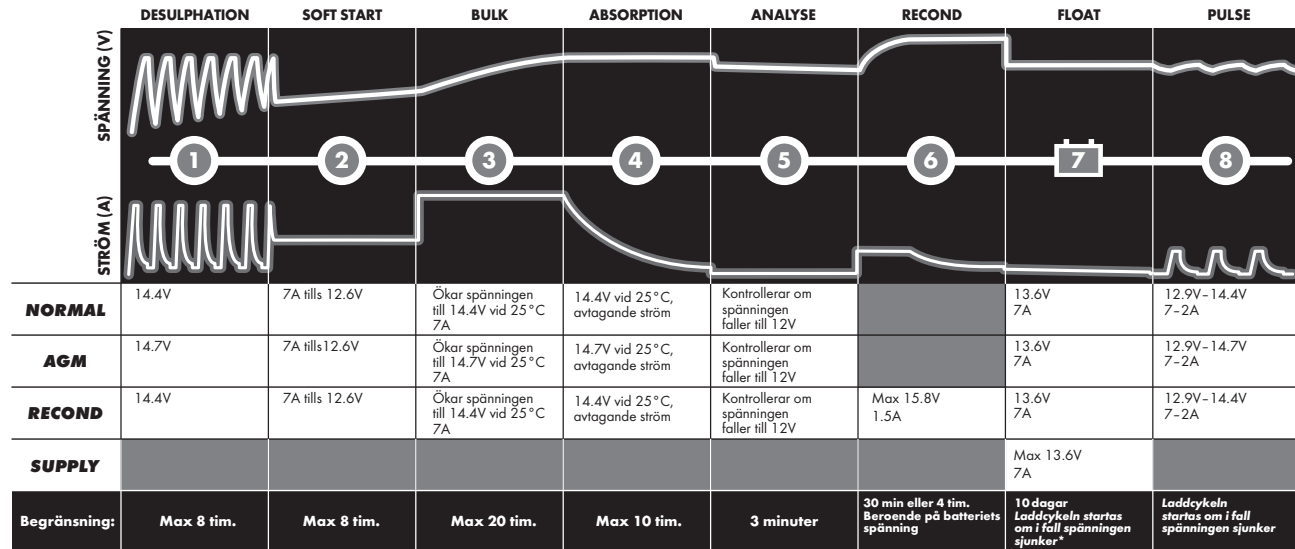 DESULPHATION SOFT START BULK ABSORPTION ANALYSE RECOND FLOAT PULSE
SPÄNNING (V)
1 2 3 4 5 6 7 8
STRÖM (A)
NORMAL
14.4V
7A tills 12.6V
Ökar spänningen
till 14.4V vid 25°C
7A
14.4V vid 25°C,
avtagande ström
Kontrollerar om
spänningen
faller till 12V
13.6V
7A
12.9V–14.4V
7–2A
AGM
14.7V
7A tills12.6V
Ökar spänningen
till 14.7V vid 25°C
7A
14.7V vid 25°C,
avtagande ström
Kontrollerar om
spänningen
faller till 12V
13.6V
7A
12.9V–14.7V
7–2A
RECOND
14.4V
7A tills 12.6V
Ökar spänningen
till 14.4V vid 25°C
7A
14.4V vid 25°C,
avtagande ström
Kontrollerar om
spänningen
faller till 12V
Max 15.8V
1.5A
13.6V
7A
12.9V–14.4V
7–2A
SUPPLY
Max 13.6V
7A
Begränsning:
Max 8 tim.
Max 8 tim.
Max 20 tim.
Max 10 tim.
3 minuter
30 min eller 4 tim.
Beroende på batteriets
spänning
10 dagar
Laddcykeln startas
om i fall spänningen
sjunker*
Laddcykeln
startas om i fall
spänningen sjunker